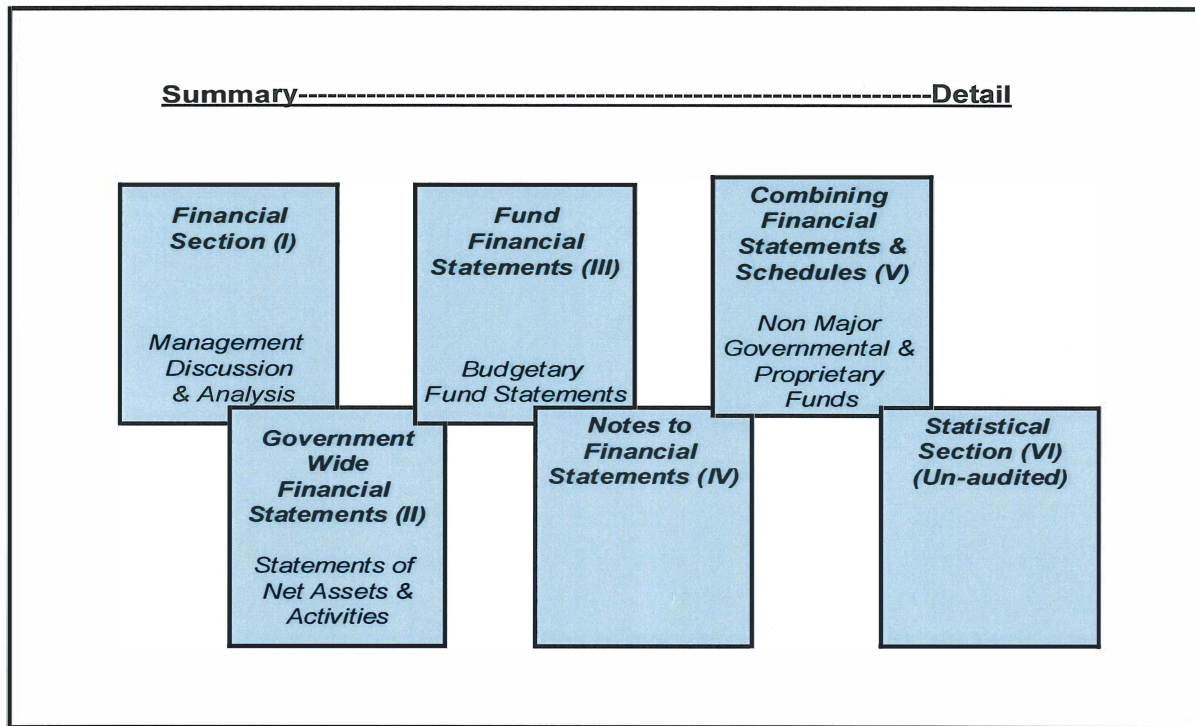 Summary------------------------------------------------------------------Detail
Financial
Section (I)
Management
Discussion
& Analysis
Government
Wide
Financial
Statements (II)
Statements of
Net Assets &
Activities
Fund
Financial
Statements (III)
Budgetary
Fund Statements
Notes to
Financial
Statements (IV)
Combining
Financial
Statements &
Schedules (V)
Non Major
Governmental &
Proprietary
Funds
Statistical
Section (VI)
(Un-audited)